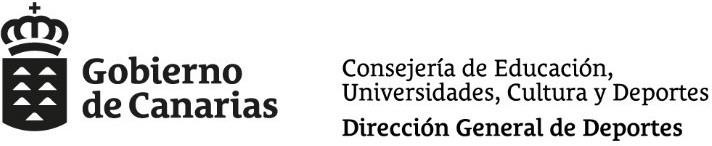 Gobierno
de Canarias
Consejería de Educación,
Universidades, Cultura y Deportes
Dirección General de Deportes